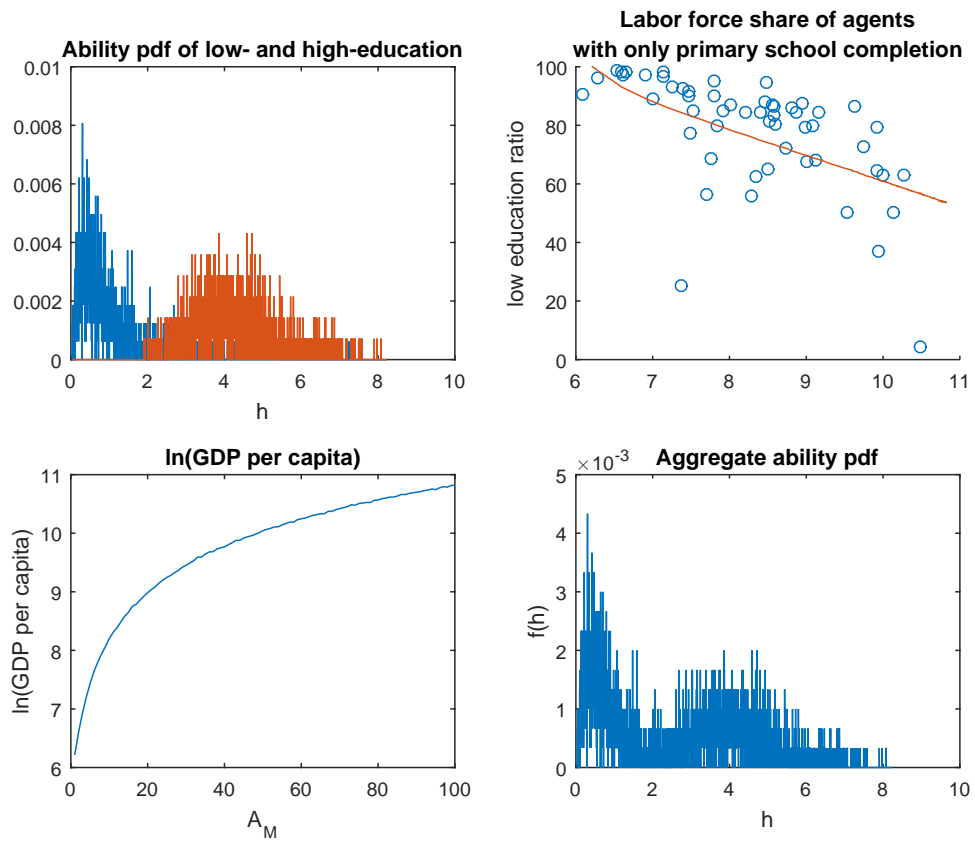 Ability pdf of low- and high-education
0.01
0.008
0.006
0.004
0.002
0
0 2 4 6 8 10
h
Labor force share of agents
with only primary school completion
100
80
60
40
20
0
low education ratio
6 7 8 9 10 11
ln(GDP per capita)
11
10
9
8
7
6
ln(GDP per capita)
0 20 40 60 80 100
A_M
Aggregate ability pdf
×10^-3
5
4
3
2
1
0
f(h)
0 2 4 6 8 10
h